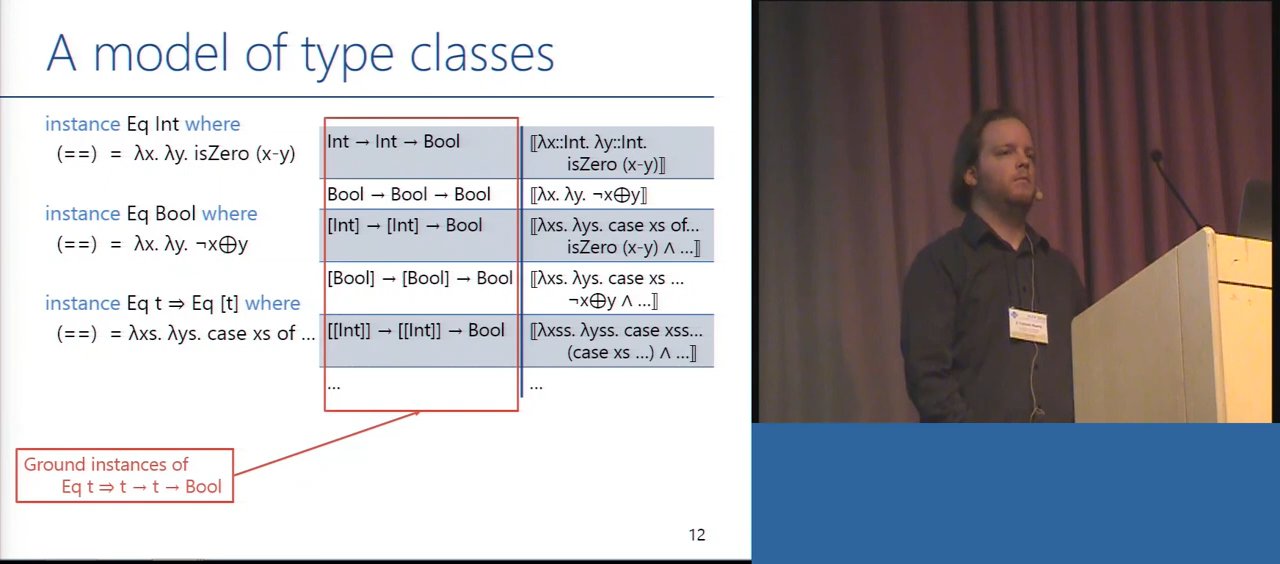 A model of type classes
instance Eq Int where
(==) = λx. λy. isZero (x-y)
instance Eq Bool where
(==) = λx. λy. ¬x⊕y
instance Eq t ⇒ Eq [t] where
(==) = λxs. λys. case xs of ...
Int → Int → Bool
⟦λx::Int. λy::Int.
isZero (x-y)⟧
Bool → Bool → Bool
⟦λx. λy. ¬x⊕y⟧
[Int] → [Int] → Bool
⟦λxs. λys. case xs of...
isZero (x-y) ∧ ...⟧
[Bool] → [Bool] → Bool
⟦λxs. λys. case xs ...
¬x⊕y ∧ ...⟧
[[Int]] → [[Int]] → Bool
⟦λxss. λyss. case xss...
(case xs ...) ∧ ...⟧
...
...
Ground instances of
Eq t ⇒ t → t → Bool
12